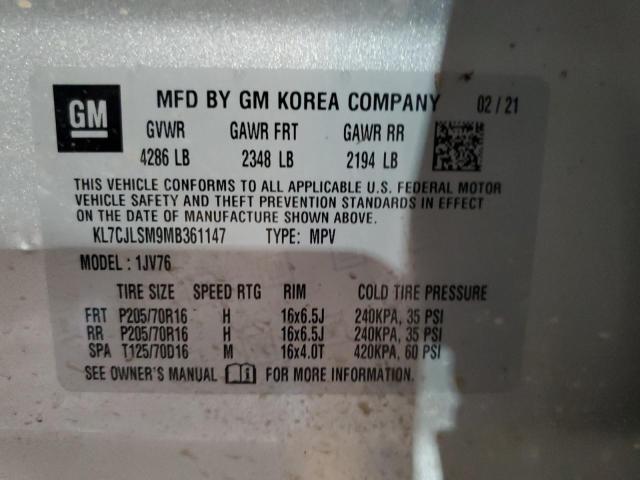 GM
MFD BY GM KOREA COMPANY 02/21
GVWR GAWR FRT GAWR RR
4286 LB 2348 LB 2194 LB
THIS VEHICLE CONFORMS TO ALL APPLICABLE U.S. FEDERAL MOTOR
VEHICLE SAFETY AND THEFT PREVENTION STANDARDS IN EFFECT
ON THE DATE OF MANUFACTURE SHOWN ABOVE.
KL7CJLSM9MB361147 TYPE: MPV
MODEL: 1JV76
TIRE SIZE SPEED RTG RIM COLD TIRE PRESSURE
FRT P205/70R16 H 16x6.5J 240KPA, 35 PSI
RR P205/70R16 H 16x6.5J 240KPA, 35 PSI
SPA T125/70D16 M 16x4.0T 420KPA, 60 PSI
SEE OWNER'S MANUAL FOR MORE INFORMATION.